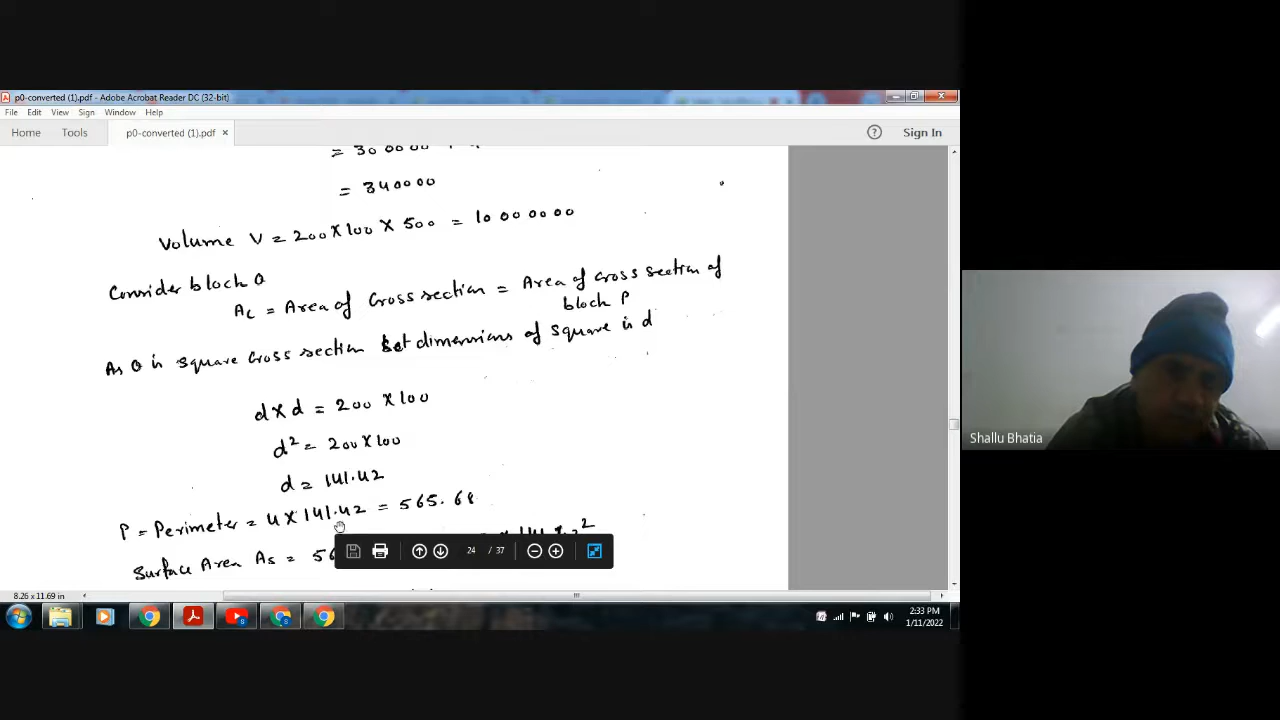 p0-converted (1).pdf - Adobe Acrobat Reader DC (32-bit)
File Edit View Sign Window Help
Home Tools p0-converted (1).pdf × ? Sign In
= 300000
= 340000
Volume V = 200 X 100 X 500 = 10 000000
Consider block Q
Ac = Area of cross section = Area of cross section of
block P
As Q is square cross section let dimensions of square is d
d X d = 200 X 100
d² = 200 X 100
d = 141.42
P = Perimeter = 4 X 141.42 = 565.68
Surface Area As = 56
24 / 37
8.26 x 11.69 in
2:33 PM
1/11/2022
Shallu Bhatia